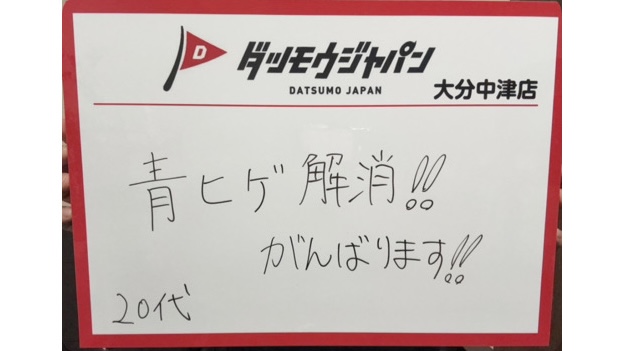 D
ダツモウジャパン
DATSUMO JAPAN
大分中津店
青ヒゲ解消!!
がんばります!!
20代